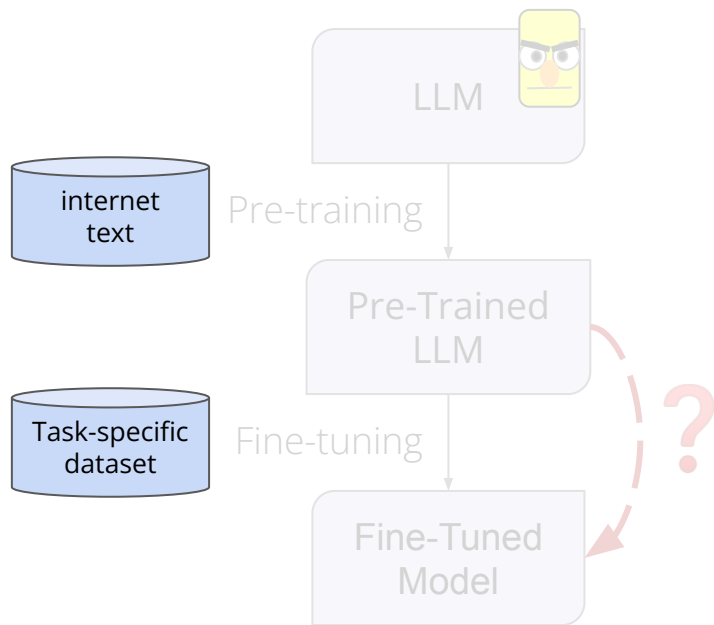 LLM
internet
text
Pre-training
Pre-Trained
LLM
Task-specific
dataset
Fine-tuning
?
Fine-Tuned
Model